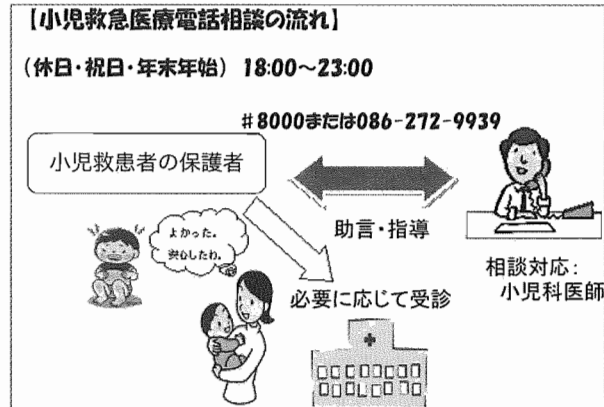 【小児救急医療電話相談の流れ】
(休日・祝日・年末年始) 18:00～23:00
#8000または086-272-9939
小児救患者の保護者
助言・指導
よかった。
安心したわ。
相談対応:
小児科医師
必要に応じて受診